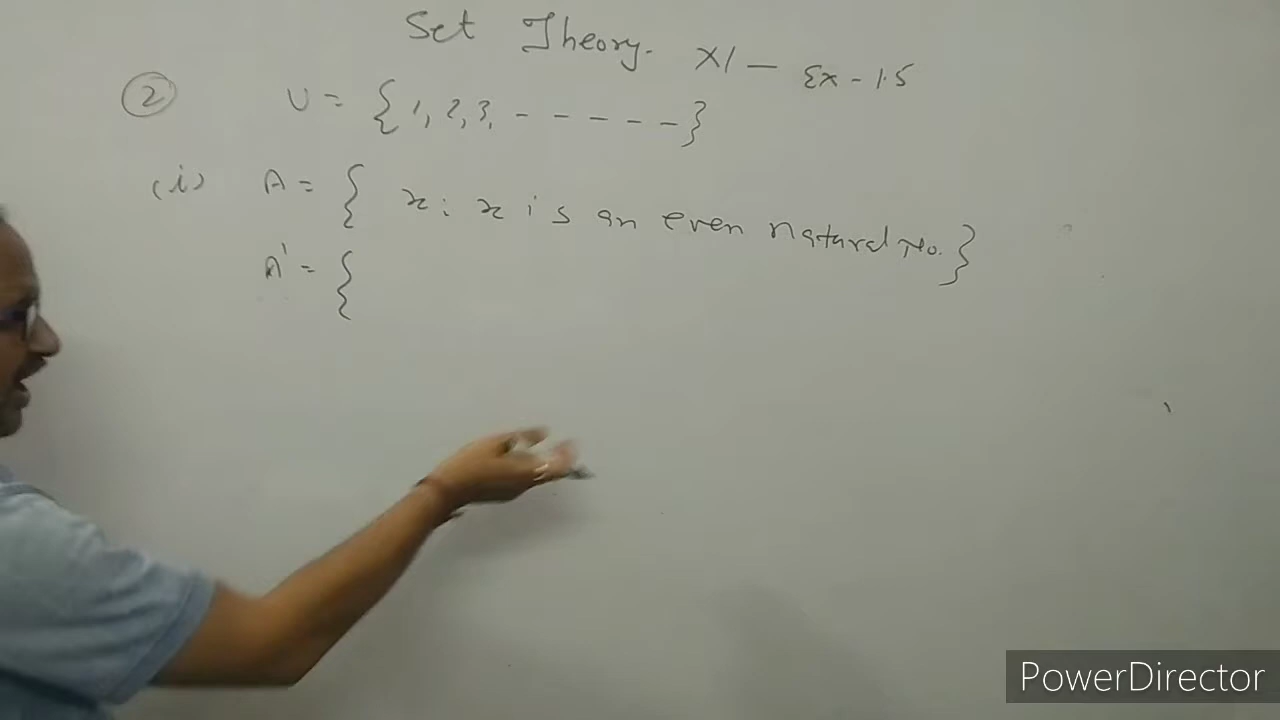 Set Theory. XI - Ex - 1.5
(2) U = {1, 2, 3, - - - - - }
(i) A = { x : x is an even natural No. }
A' = {
PowerDirector